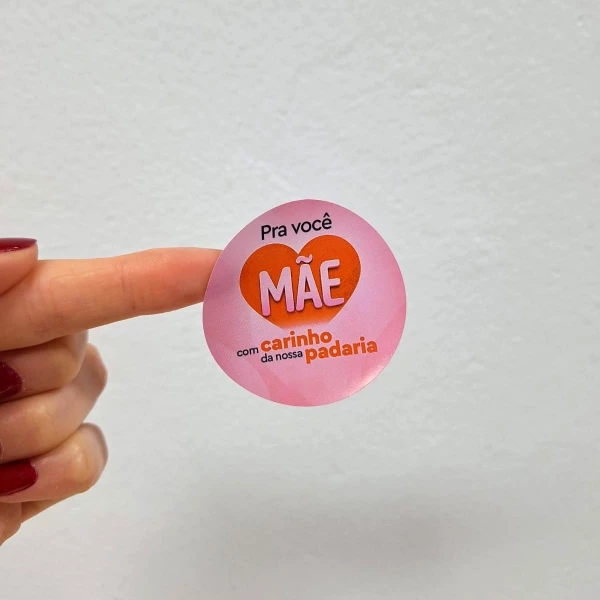 Pra você
MÃE
com carinho
da nossa padaria